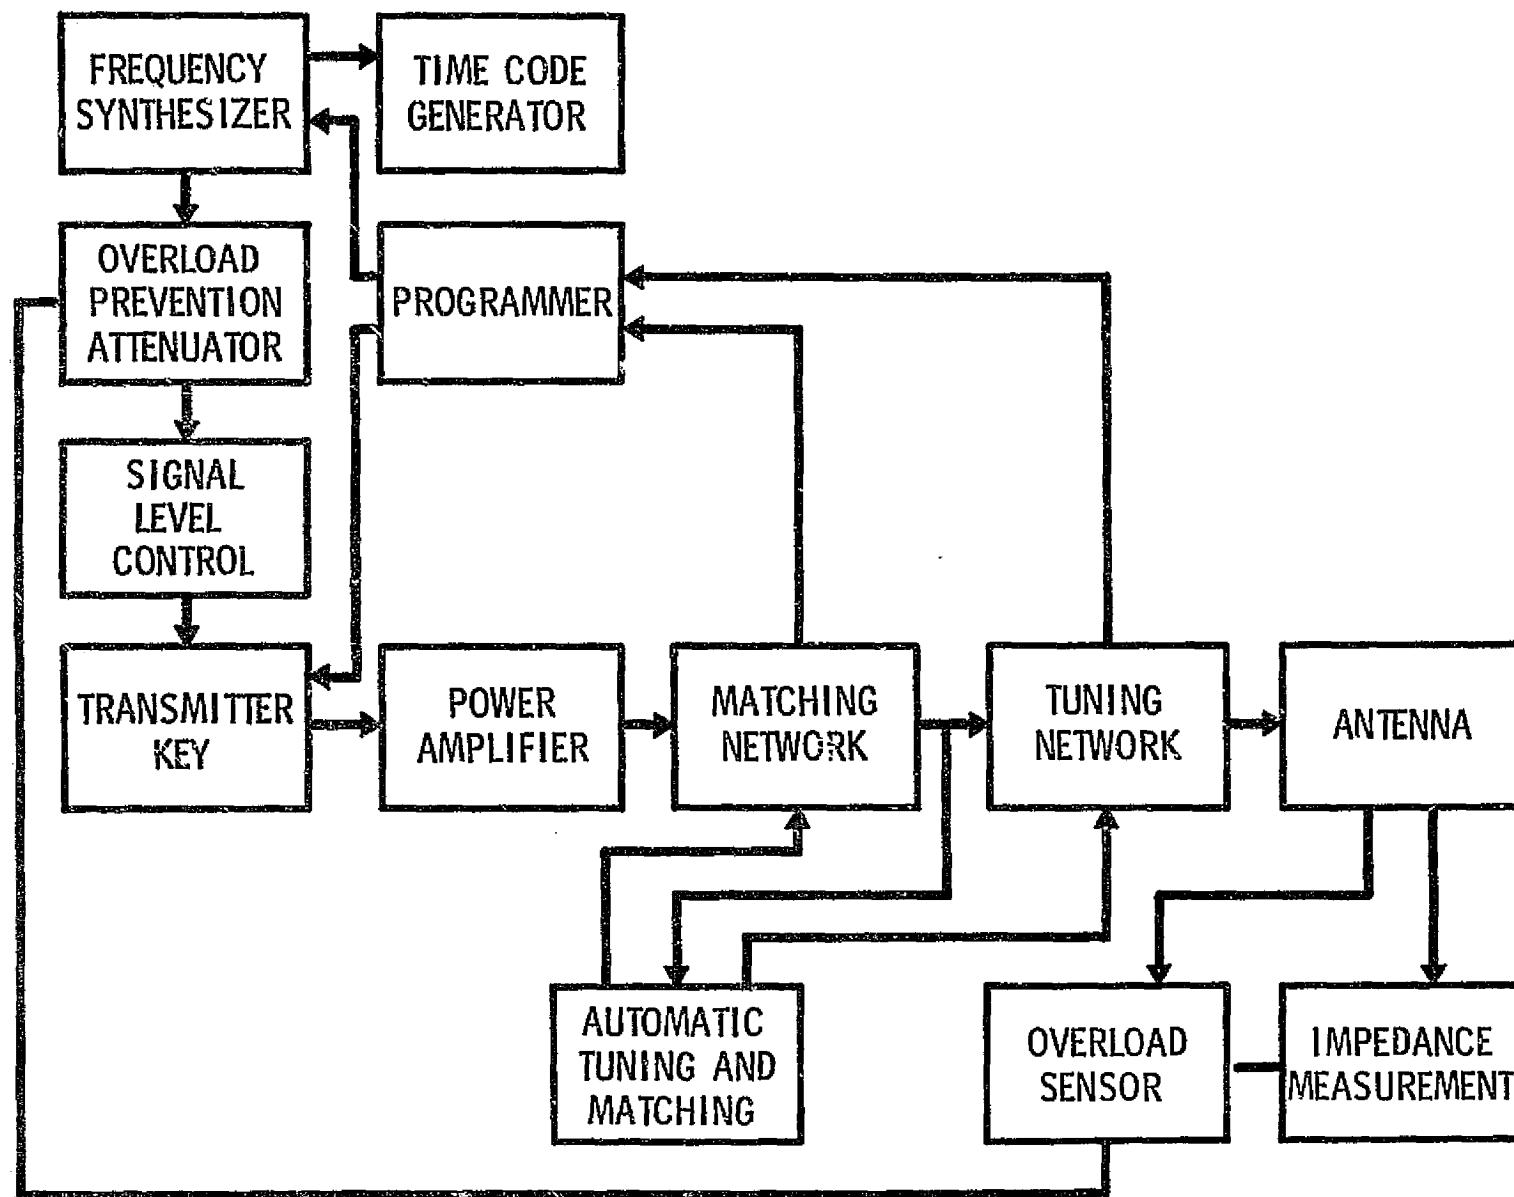 FREQUENCY
SYNTHESIZER
TIME CODE
GENERATOR
OVERLOAD
PREVENTION
ATTENUATOR
PROGRAMMER
SIGNAL
LEVEL
CONTROL
TRANSMITTER
KEY
POWER
AMPLIFIER
MATCHING
NETWORK
TUNING
NETWORK
ANTENNA
AUTOMATIC
TUNING AND
MATCHING
OVERLOAD
SENSOR
IMPEDANCE
MEASUREMENT